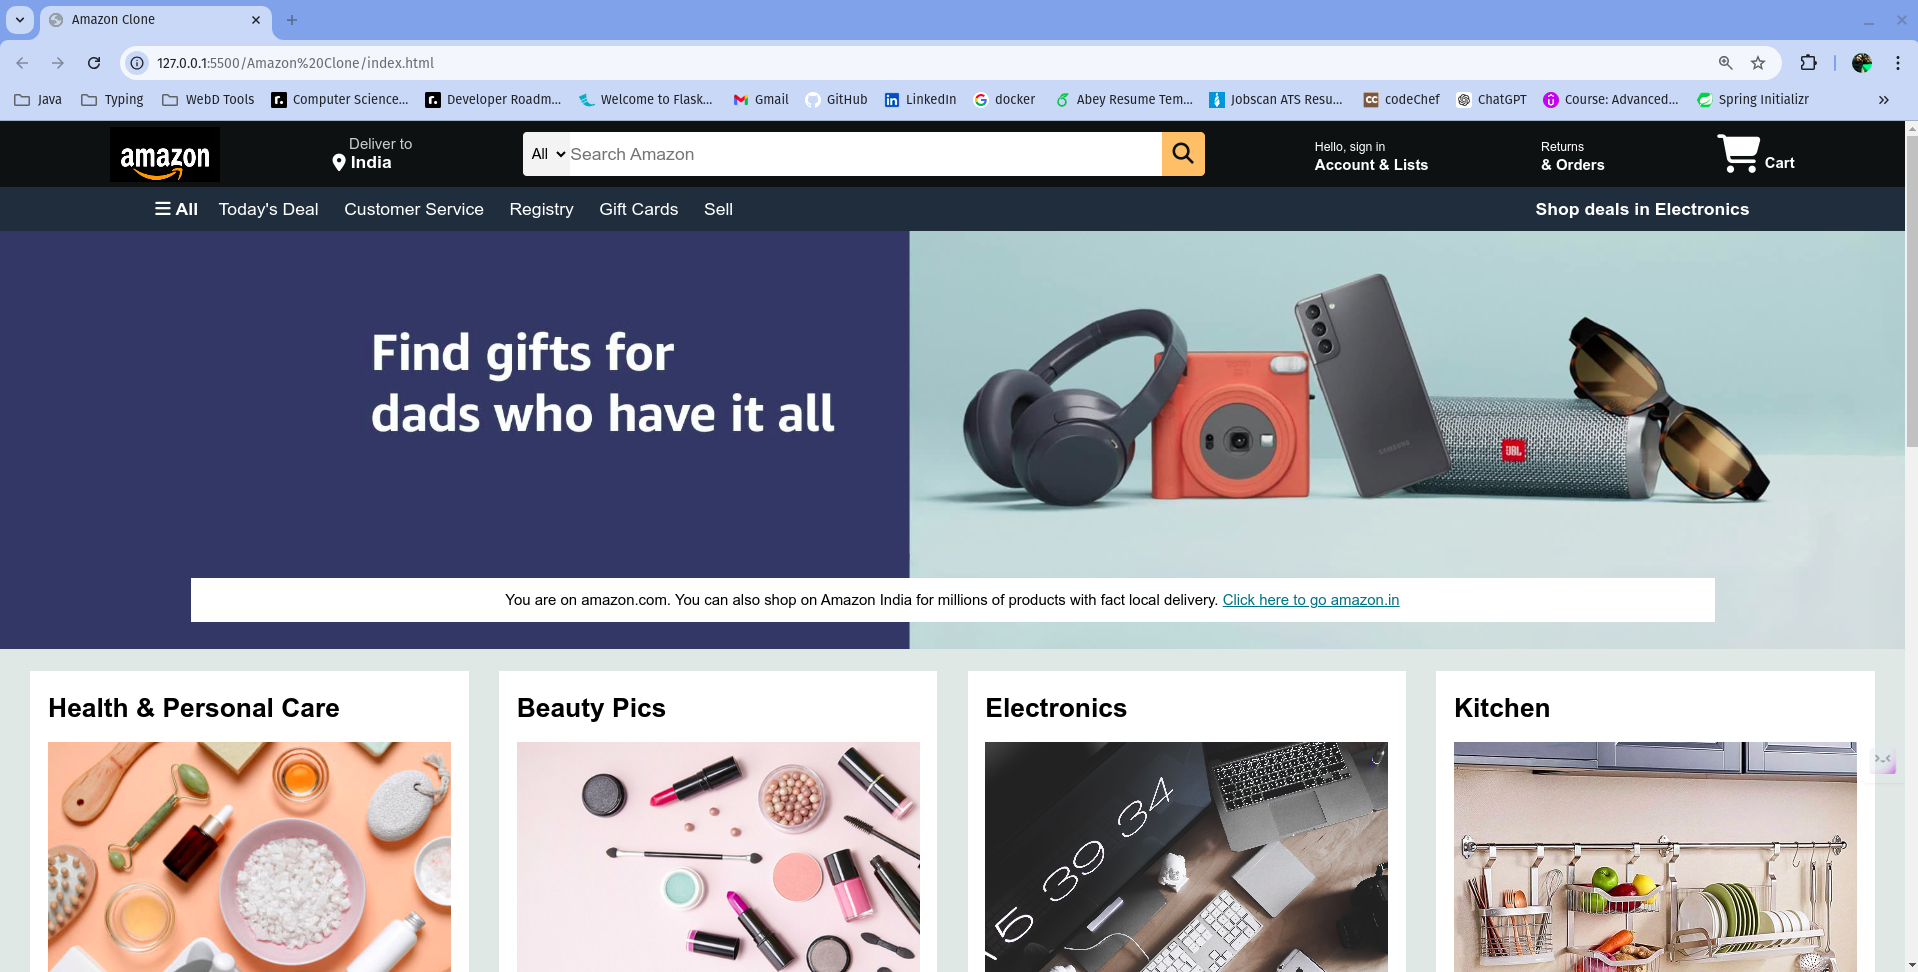 Amazon Clone
127.0.0.1:5500/Amazon%20Clone/index.html
Java Typing WebD Tools Computer Science... Developer Roadm... Welcome to Flask... Gmail GitHub LinkedIn docker Abey Resume Tem... Jobscan ATS Resu... codeChef ChatGPT Course: Advanced... Spring Initializr
amazon
Deliver to
India
All Search Amazon
Hello, sign in
Account & Lists
Returns
& Orders
Cart
All Today's Deal Customer Service Registry Gift Cards Sell Shop deals in Electronics
Find gifts for
dads who have it all
SAMSUNG
JBL
You are on amazon.com. You can also shop on Amazon India for millions of products with fact local delivery. Click here to go amazon.in
Health & Personal Care Beauty Pics Electronics Kitchen
5 39 34